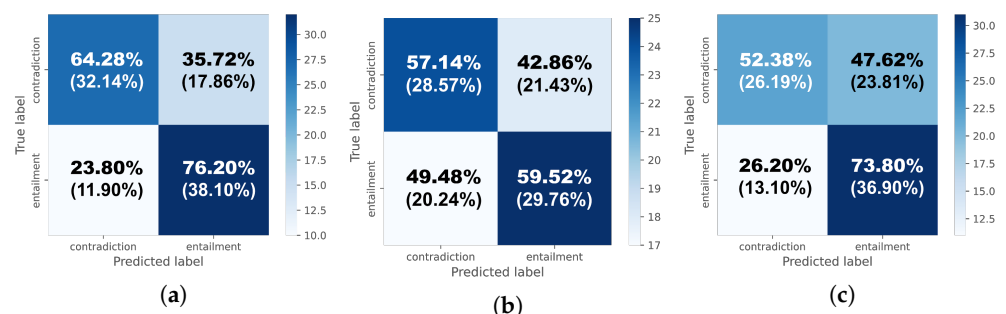 True label
contradiction
entailment
64.28%
(32.14%)
35.72%
(17.86%)
23.80%
(11.90%)
76.20%
(38.10%)
contradiction
entailment
Predicted label
30.0
27.5
25.0
22.5
20.0
17.5
15.0
12.5
10.0
(a)
True label
contradiction
entailment
57.14%
(28.57%)
42.86%
(21.43%)
49.48%
(20.24%)
59.52%
(29.76%)
contradiction
entailment
Predicted label
25
24
23
22
21
20
19
18
17
(b)
True label
contradiction
entailment
52.38%
(26.19%)
47.62%
(23.81%)
26.20%
(13.10%)
73.80%
(36.90%)
contradiction
entailment
Predicted label
30.0
27.5
25.0
22.5
20.0
17.5
15.0
12.5
(c)